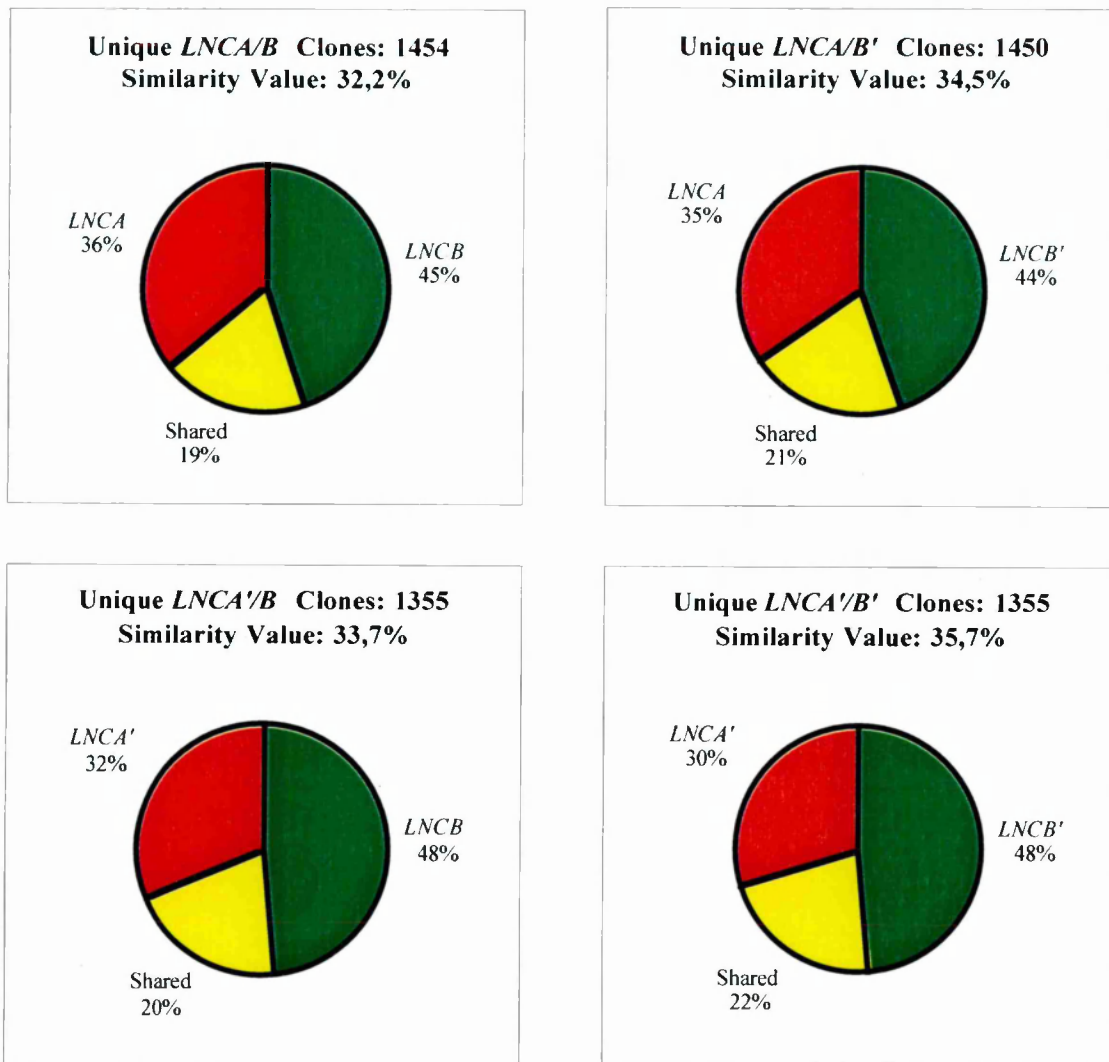 Unique LNCA/B Clones: 1454
Similarity Value: 32,2%
LNCA
36%
LNCB
45%
Shared
19%
Unique LNCA/B' Clones: 1450
Similarity Value: 34,5%
LNCA
35%
LNCB'
44%
Shared
21%
Unique LNCA'/B Clones: 1355
Similarity Value: 33,7%
LNCA'
32%
LNCB
48%
Shared
20%
Unique LNCA'/B' Clones: 1355
Similarity Value: 35,7%
LNCA'
30%
LNCB'
48%
Shared
22%